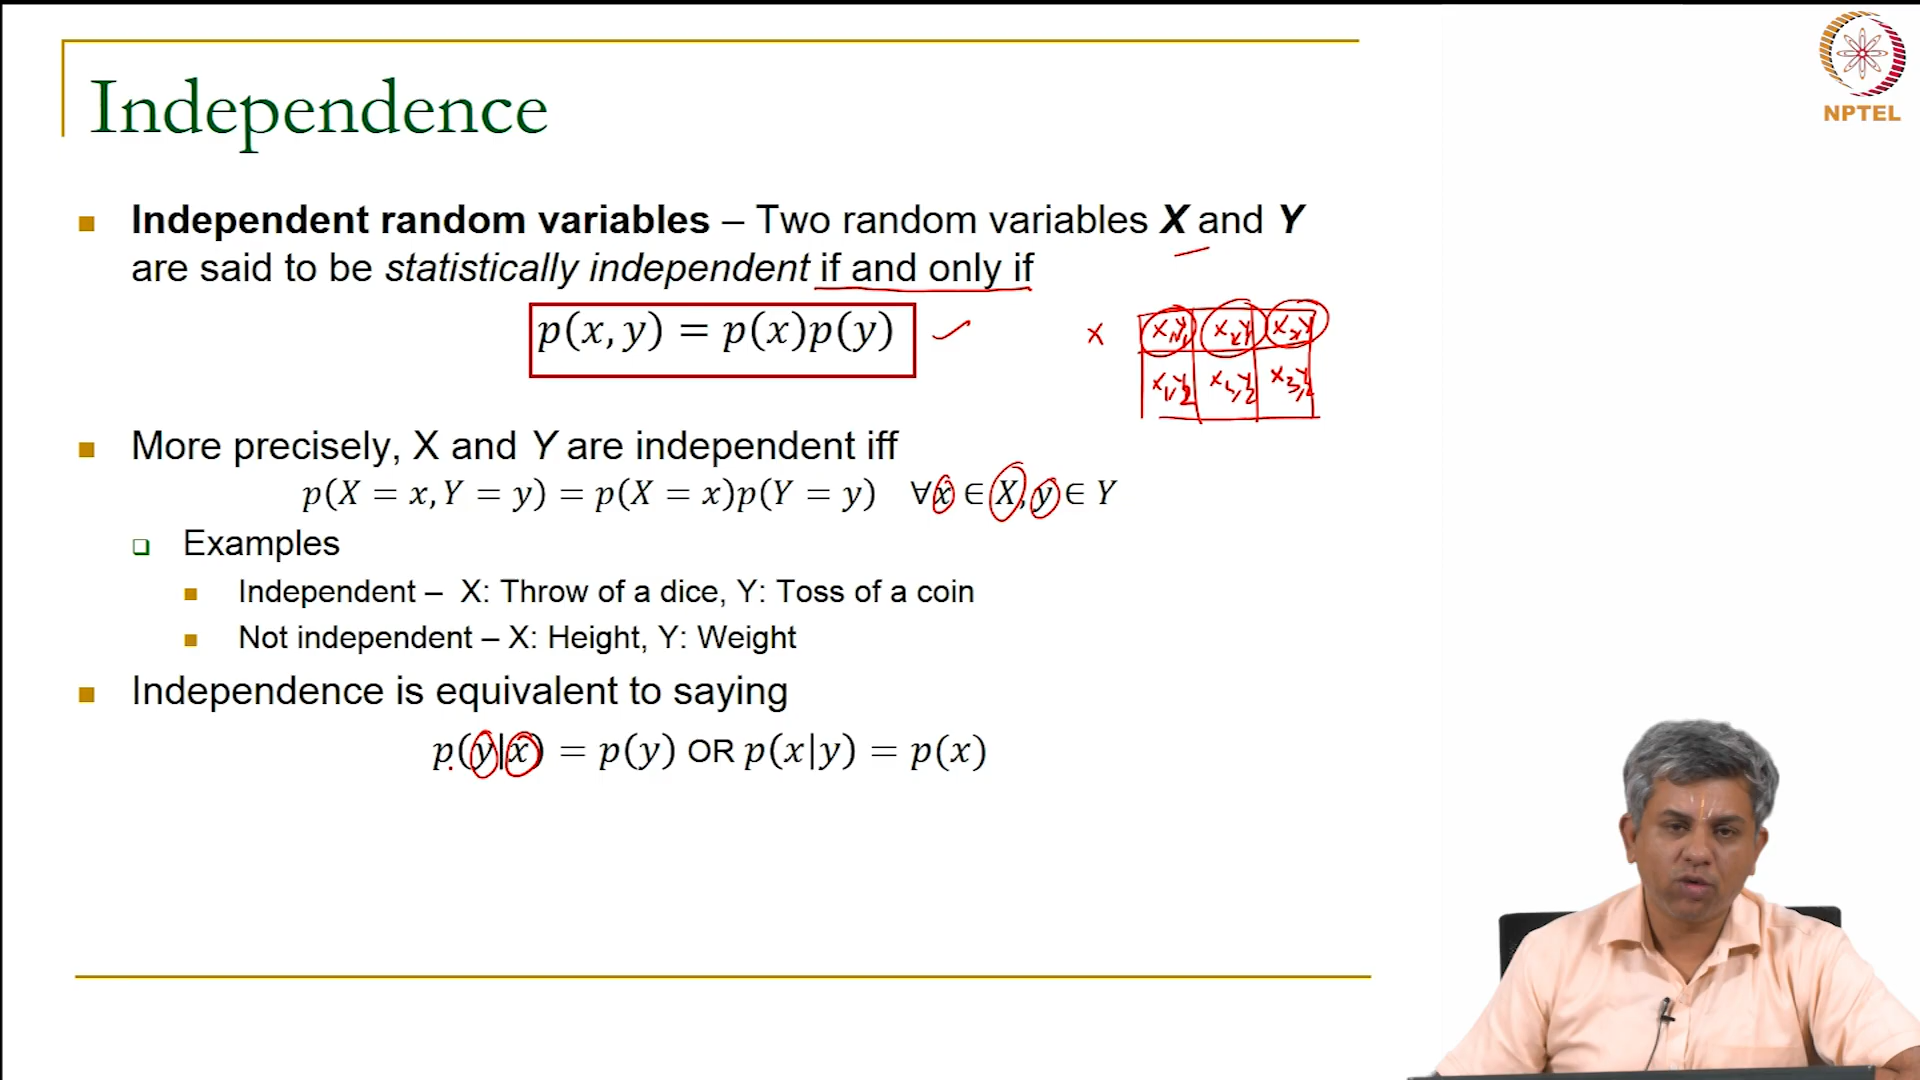 NPTEL
Independence
Independent random variables – Two random variables X and Y
are said to be statistically independent if and only if
p(x, y) = p(x)p(y)
X
More precisely, X and Y are independent iff
p(X = x, Y = y) = p(X = x)p(Y = y) ∀x ∈ X, y ∈ Y
Examples
Independent – X: Throw of a dice, Y: Toss of a coin
Not independent – X: Height, Y: Weight
Independence is equivalent to saying
p(y|x) = p(y) OR p(x|y) = p(x)